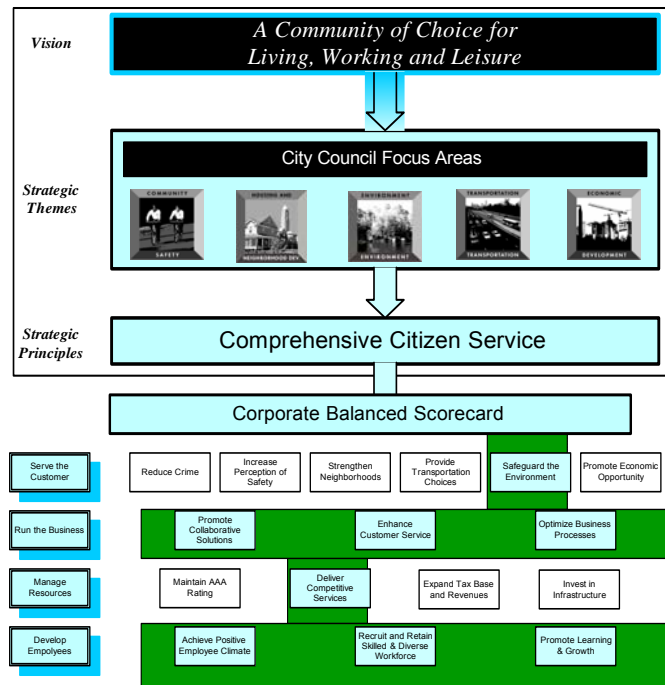 Vision
A Community of Choice for
Living, Working and Leisure
City Council Focus Areas
Strategic
Themes
COMMUNITY
SAFETY
HOUSING AND
NEIGHBORHOOD DEV.
ENVIRONMENT
ENVIRONMENT
TRANSPORTATION
TRANSPORTATION
ECONOMIC
DEVELOPMENT
Strategic
Principles
Comprehensive Citizen Service
Corporate Balanced Scorecard
Serve the
Customer
Reduce Crime
Increase
Perception of
Safety
Strengthen
Neighborhoods
Provide
Transportation
Choices
Safeguard the
Environment
Promote Economic
Opportunity
Run the Business
Promote
Collaborative
Solutions
Enhance
Customer Service
Optimize Business
Processes
Manage
Resources
Maintain AAA
Rating
Deliver
Competitive
Services
Expand Tax Base
and Revenues
Invest in
Infrastructure
Develop
Empolyees
Achieve Positive
Employee Climate
Recruit and Retain
Skilled & Diverse
Workforce
Promote Learning
& Growth